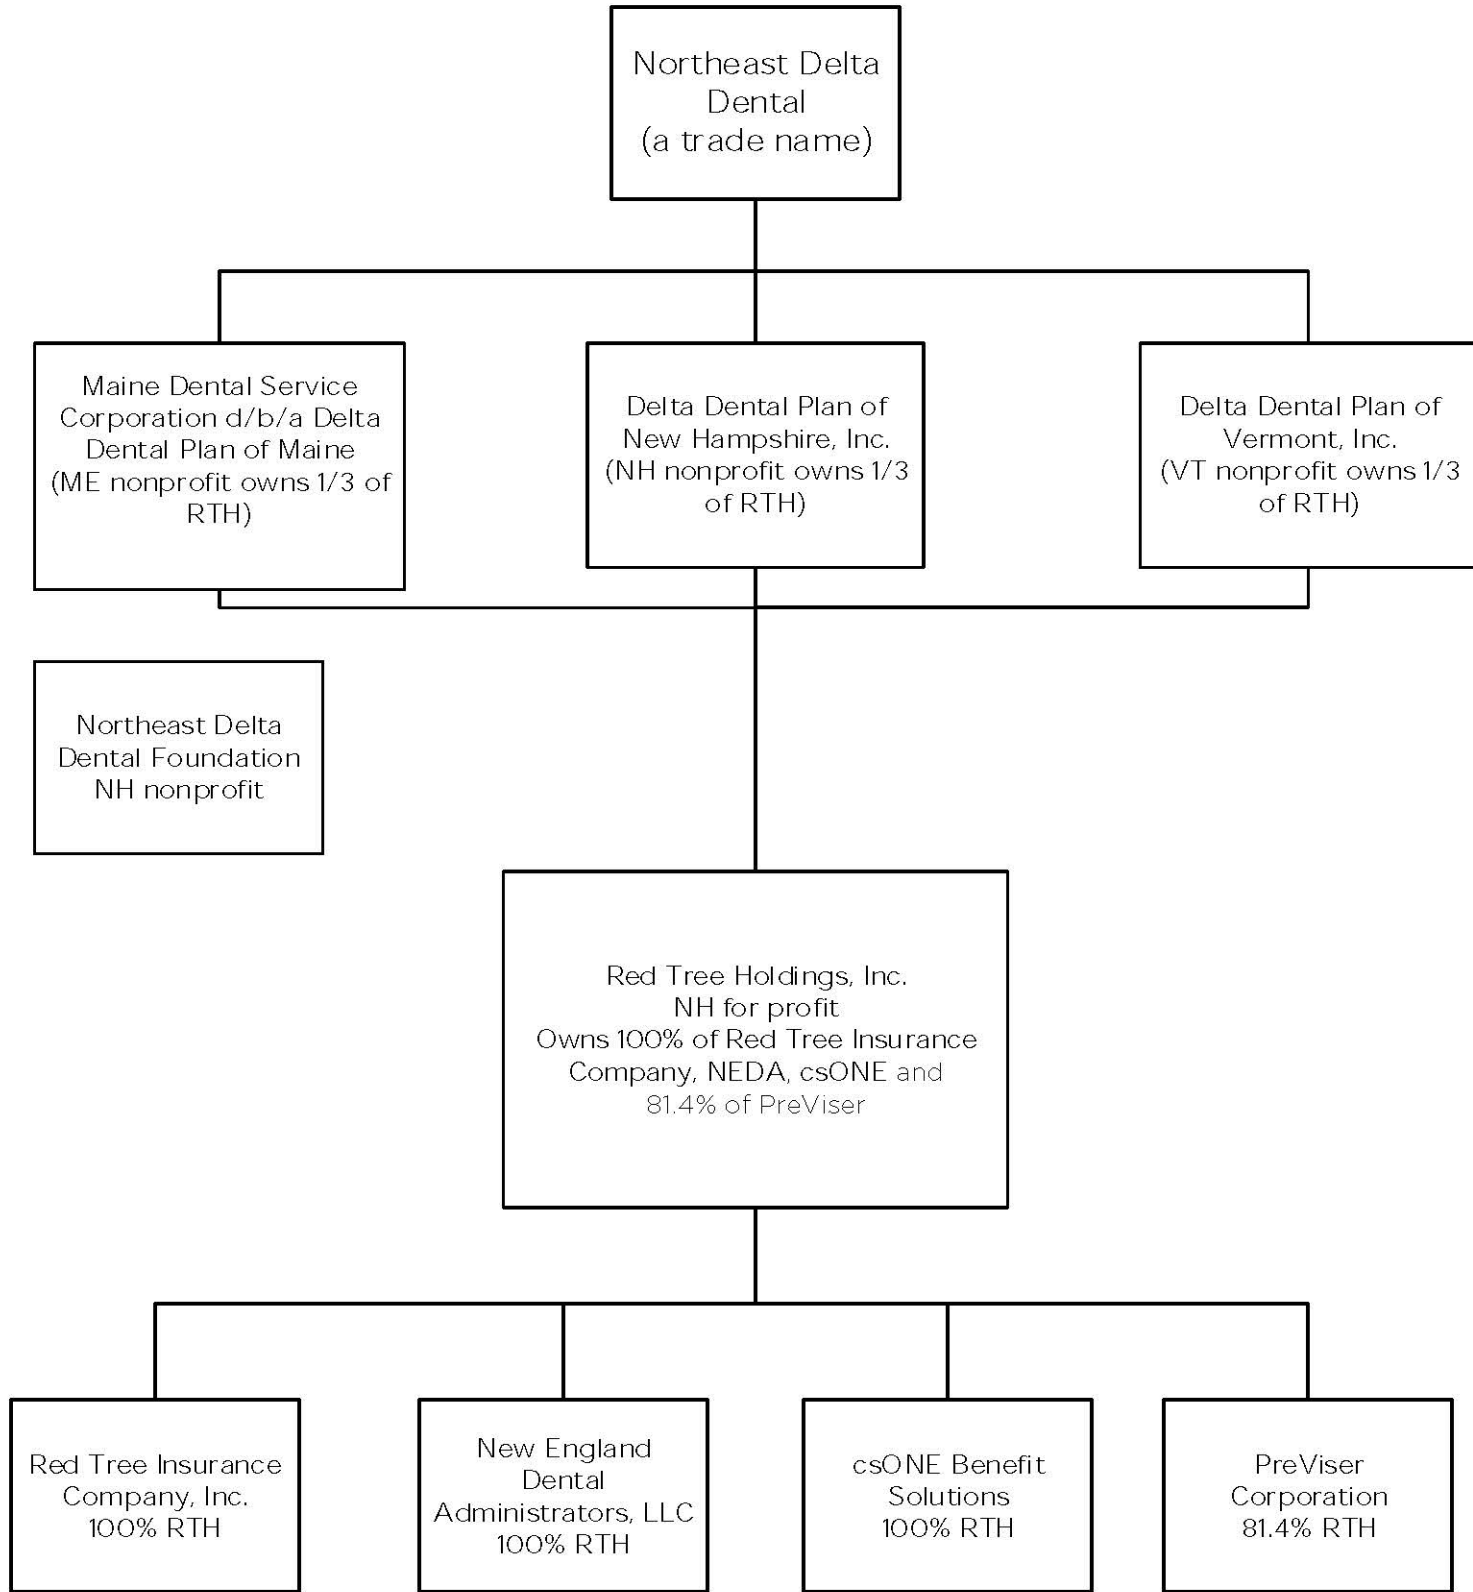 Northeast Delta
Dental
(a trade name)
Maine Dental Service
Corporation d/b/a Delta
Dental Plan of Maine
(ME nonprofit owns 1/3 of
RTH)
Delta Dental Plan of
New Hampshire, Inc.
(NH nonprofit owns 1/3
of RTH)
Delta Dental Plan of
Vermont, Inc.
(VT nonprofit owns 1/3
of RTH)
Northeast Delta
Dental Foundation
NH nonprofit
Red Tree Holdings, Inc.
NH for profit
Owns 100% of Red Tree Insurance
Company, NEDA, csONE and
81.4% of PreViser
Red Tree Insurance
Company, Inc.
100% RTH
New England
Dental
Administrators, LLC
100% RTH
csONE Benefit
Solutions
100% RTH
PreViser
Corporation
81.4% RTH